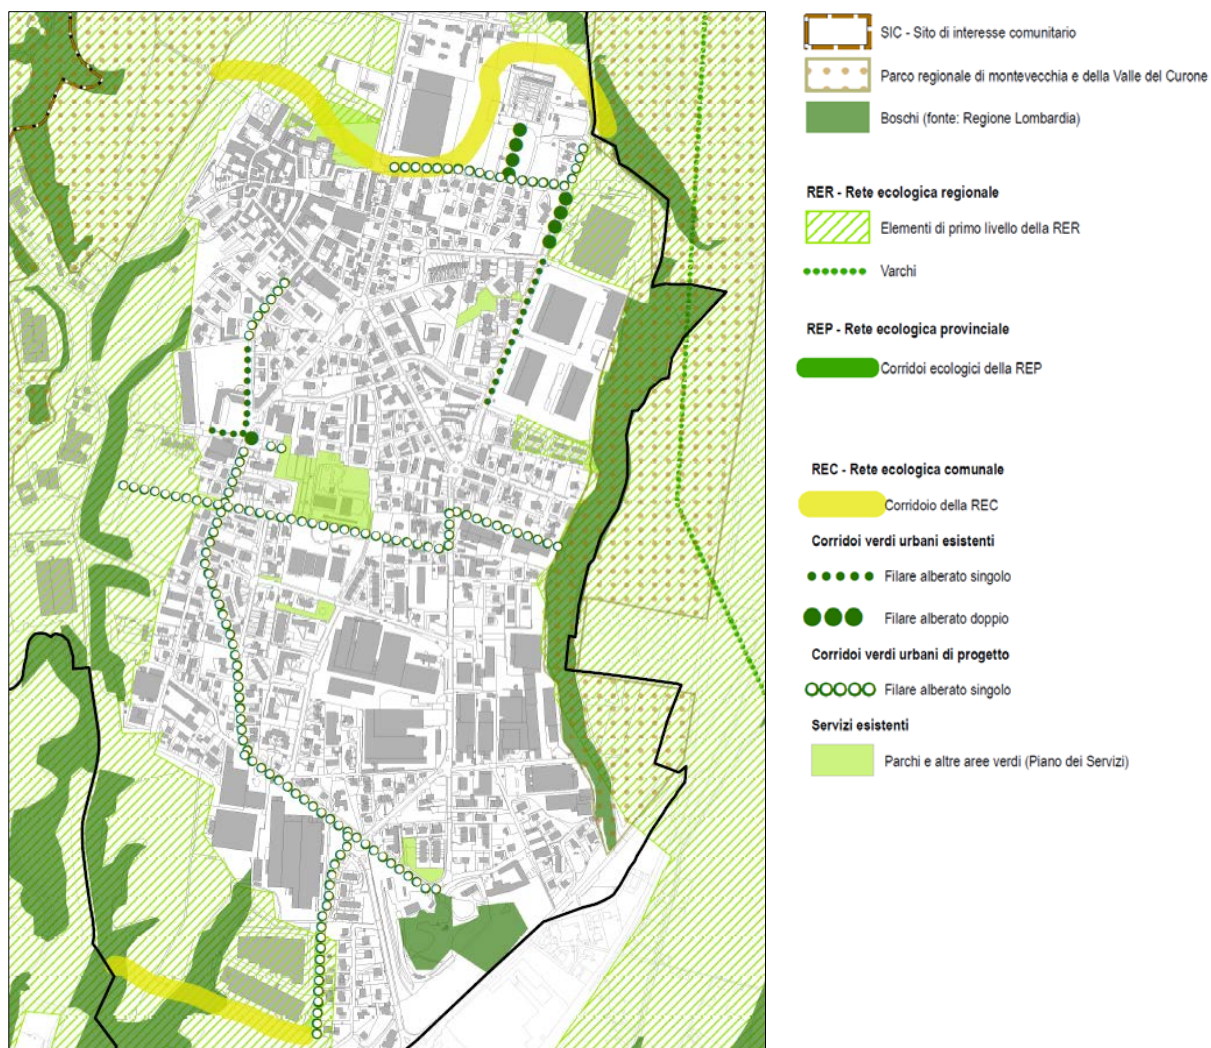 SIC - Sito di interesse comunitario
Parco regionale di montevecchia e della Valle del Curone
Boschi (fonte: Regione Lombardia)
RER - Rete ecologica regionale
Elementi di primo livello della RER
Varchi
REP - Rete ecologica provinciale
Corridoi ecologici della REP
REC - Rete ecologica comunale
Corridoio della REC
Corridoi verdi urbani esistenti
Filare alberato singolo
Filare alberato doppio
Corridoi verdi urbani di progetto
Filare alberato singolo
Servizi esistenti
Parchi e altre aree verdi (Piano dei Servizi)